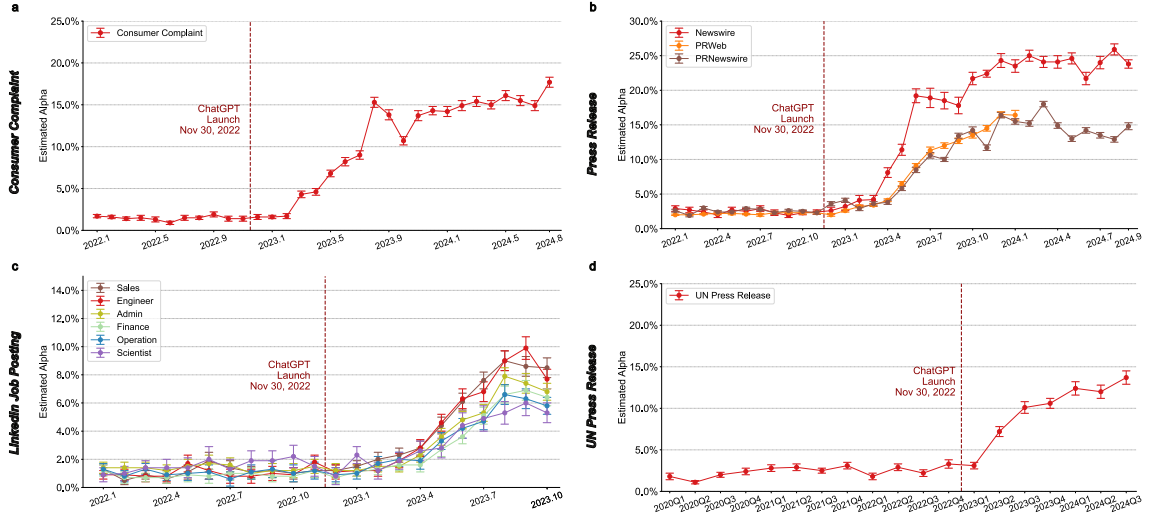 a
Consumer Complaint
Estimated Alpha
25.0%
20.0%
15.0%
10.0%
5.0%
0.0%
Consumer Complaint
ChatGPT
Launch
Nov 30, 2022
2022.1
2022.5
2022.9
2023.1
2023.5
2023.9
2024.1
2024.5
2024.8
b
Press Release
Estimated Alpha
30.0%
25.0%
20.0%
15.0%
10.0%
5.0%
0.0%
Newswire
PRWeb
PRNewswire
ChatGPT
Launch
Nov 30, 2022
2022.1
2022.4
2022.7
2022.10
2023.1
2023.4
2023.7
2023.10
2024.1
2024.4
2024.7
2024.9
c
LinkedIn Job Posting
Estimated Alpha
14.0%
12.0%
10.0%
8.0%
6.0%
4.0%
2.0%
0.0%
Sales
Engineer
Admin
Finance
Operation
Scientist
ChatGPT
Launch
Nov 30, 2022
2022.1
2022.4
2022.7
2022.10
2023.1
2023.4
2023.7
2023.10
d
UN Press Release
Estimated Alpha
25.0%
20.0%
15.0%
10.0%
5.0%
0.0%
UN Press Release
ChatGPT
Launch
Nov 30, 2022
2020Q1
2020Q2
2020Q3
2020Q4
2021Q1
2021Q2
2021Q3
2021Q4
2022Q1
2022Q2
2022Q3
2022Q4
2023Q1
2023Q2
2023Q3
2023Q4
2024Q1
2024Q2
2024Q3